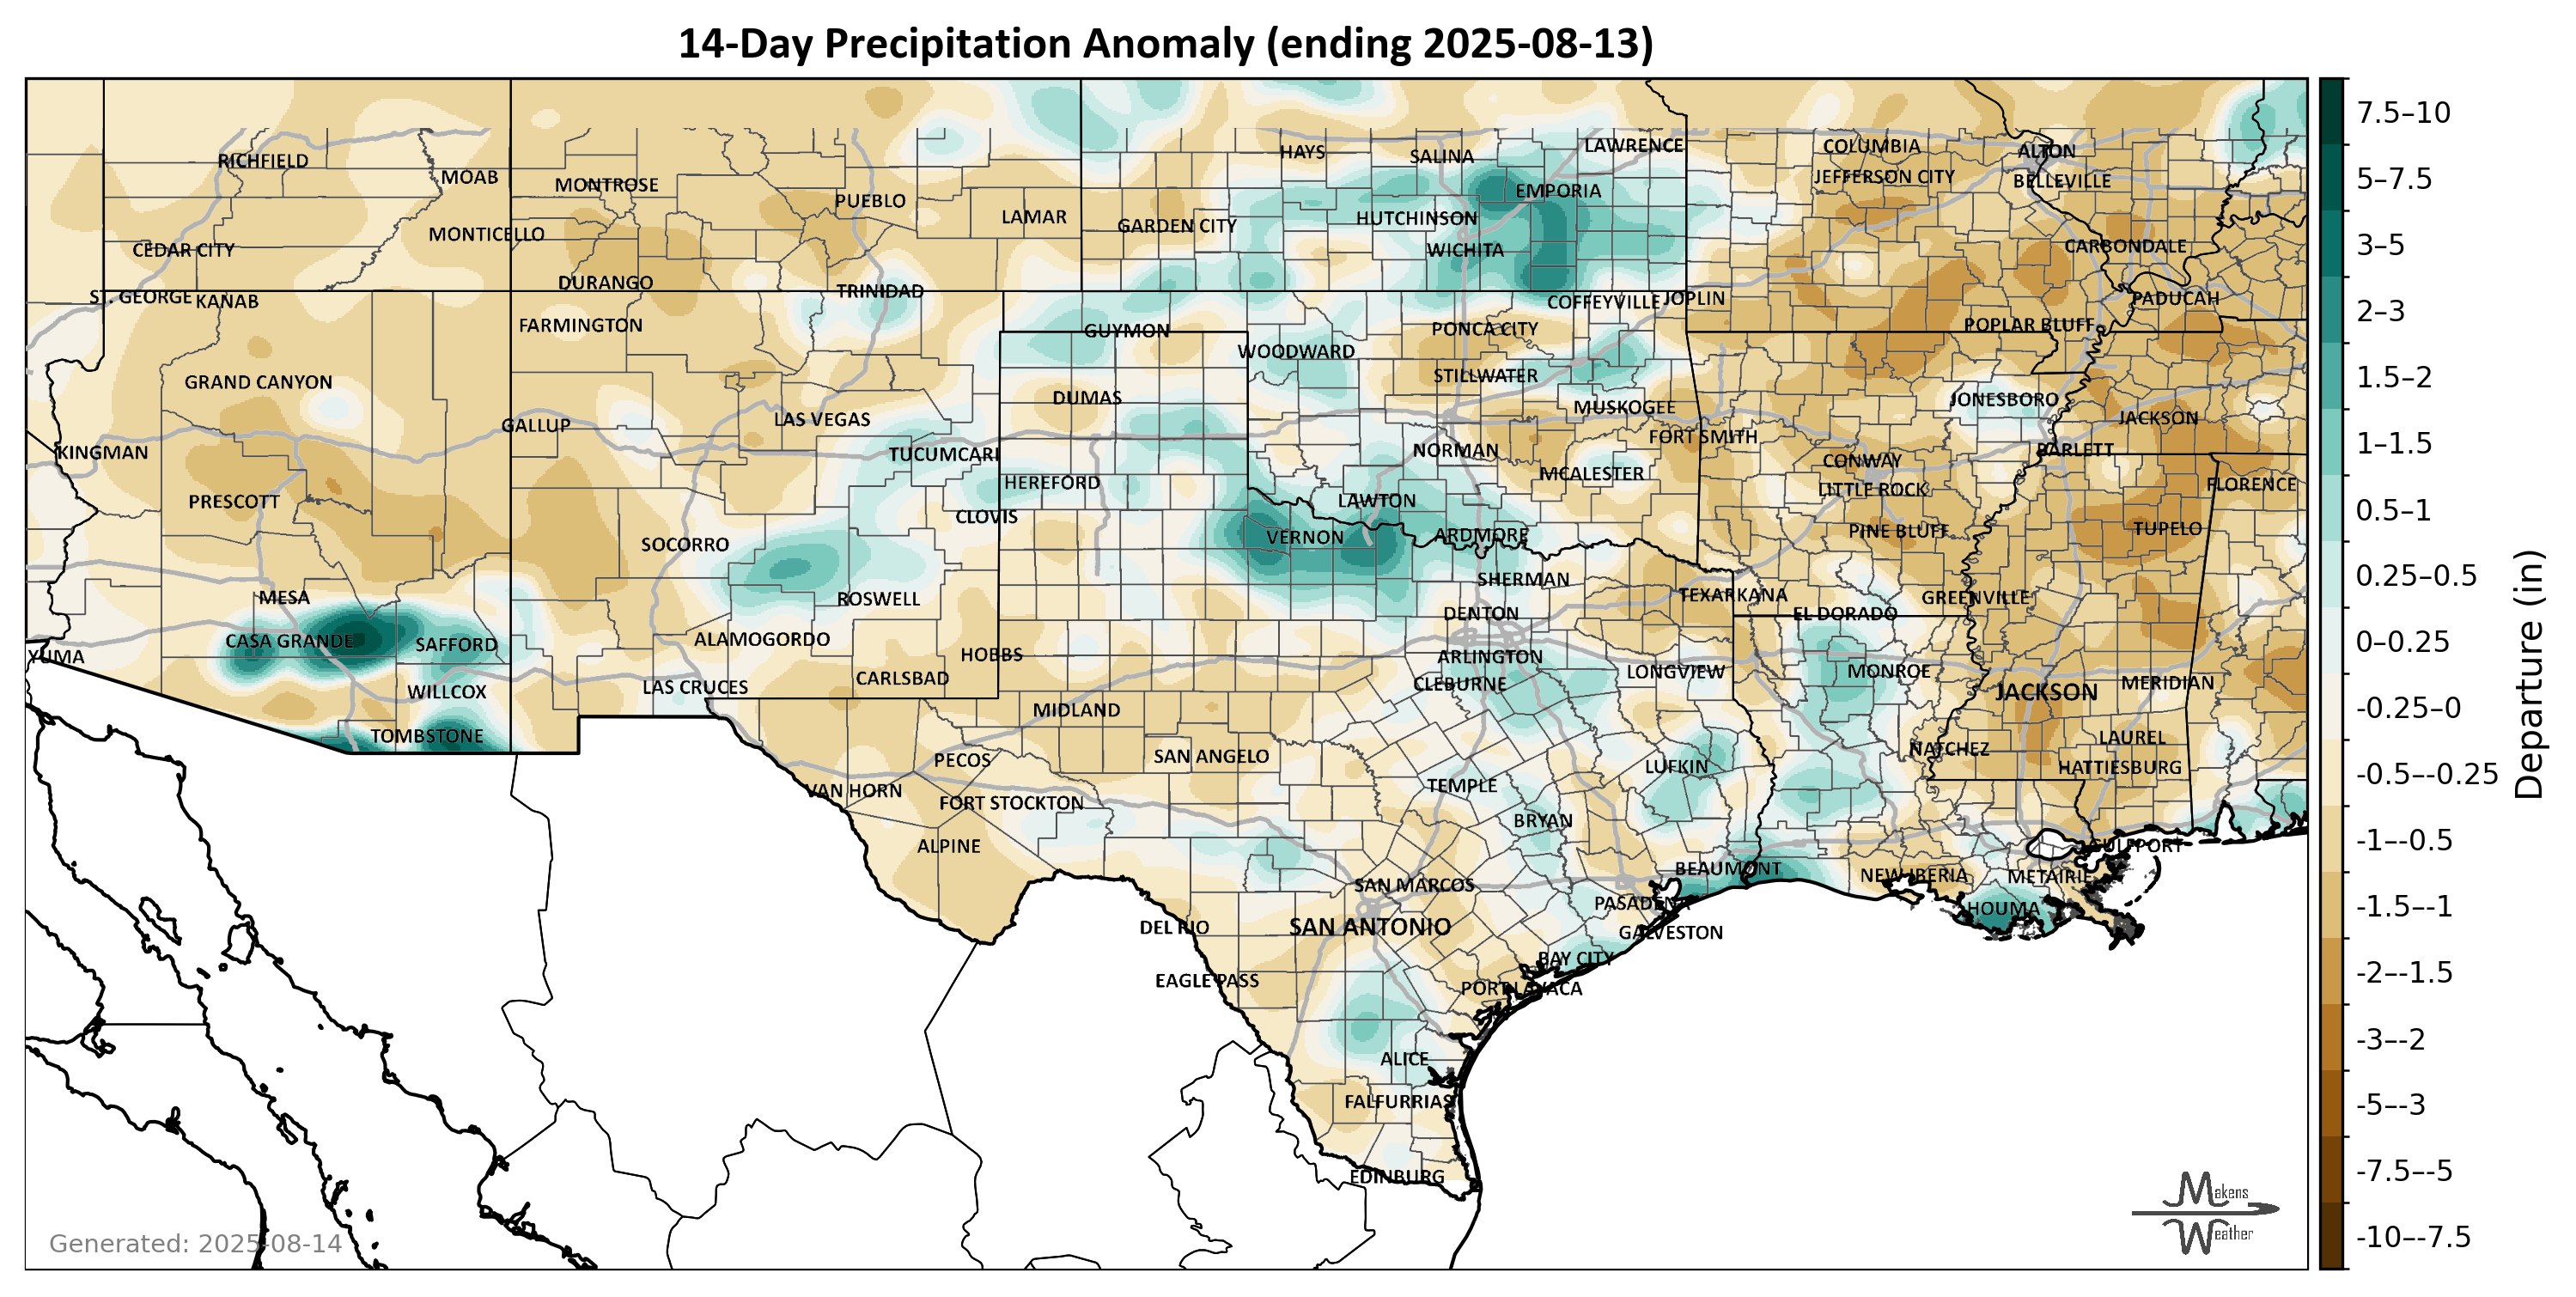 14-Day Precipitation Anomaly (ending 2025-08-13)
RICHFIELD
MOAB
MONTROSE
PUEBLO
LAMAR
HAYS
SALINA
LAWRENCE
COLUMBIA
ALTON
JEFFERSON CITY
BELLEVILLE
EMPORIA
GARDEN CITY
HUTCHINSON
MONTICELLO
CEDAR CITY
WICHITA
CARBONDALE
DURANGO
TRINIDAD
ST. GEORGE
KANAB
COFFEYVILLE
JOPLIN
PADUCAH
FARMINGTON
GUYMON
PONCA CITY
POPLAR BLUFF
WOODWARD
GRAND CANYON
STILLWATER
DUMAS
JONESBORO
MUSKOGEE
LAS VEGAS
JACKSON
GALLUP
FORT SMITH
KINGMAN
TUCUMCARI
NORMAN
BARLETT
CONWAY
MCALESTER
HEREFORD
LITTLE ROCK
FLORENCE
PRESCOTT
LAWTON
CLOVIS
PINE BLUFF
TUPELO
SOCORRO
VERNON
ARDMORE
SHERMAN
MESA
ROSWELL
TEXARKANA
GREENVILLE
DENTON
EL DORADO
CASA GRANDE
SAFFORD
ALAMOGORDO
YUMA
HOBBS
ARLINGTON
LONGVIEW
MONROE
CARLSBAD
CLEBURNE
MERIDIAN
WILLCOX
LAS CRUCES
JACKSON
MIDLAND
TOMBSTONE
LAUREL
NATCHEZ
PECOS
SAN ANGELO
LUFKIN
HATTIESBURG
VAN HORN
TEMPLE
FORT STOCKTON
BRYAN
ALPINE
GULFPORT
BEAUMONT
NEW IBERIA
METAIRIE
SAN MARCOS
PASADENA
HOUMA
DEL RIO
SAN ANTONIO
GALVESTON
BAY CITY
EAGLE PASS
PORT LAVACA
ALICE
FALFURRIAS
EDINBURG
Generated: 2025-08-14
Makens
Weather
7.5–10
5–7.5
3–5
2–3
1.5–2
1–1.5
0.5–1
0.25–0.5
0–0.25
-0.25–0
-0.5–-0.25
-1–-0.5
-1.5–-1
-2–-1.5
-3–-2
-5–-3
-7.5–-5
-10–-7.5
Departure (in)